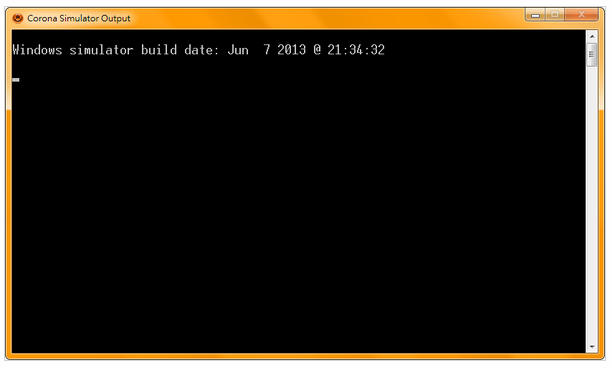 Corona Simulator Output
Windows simulator build date: Jun  7 2013 @ 21:34:32